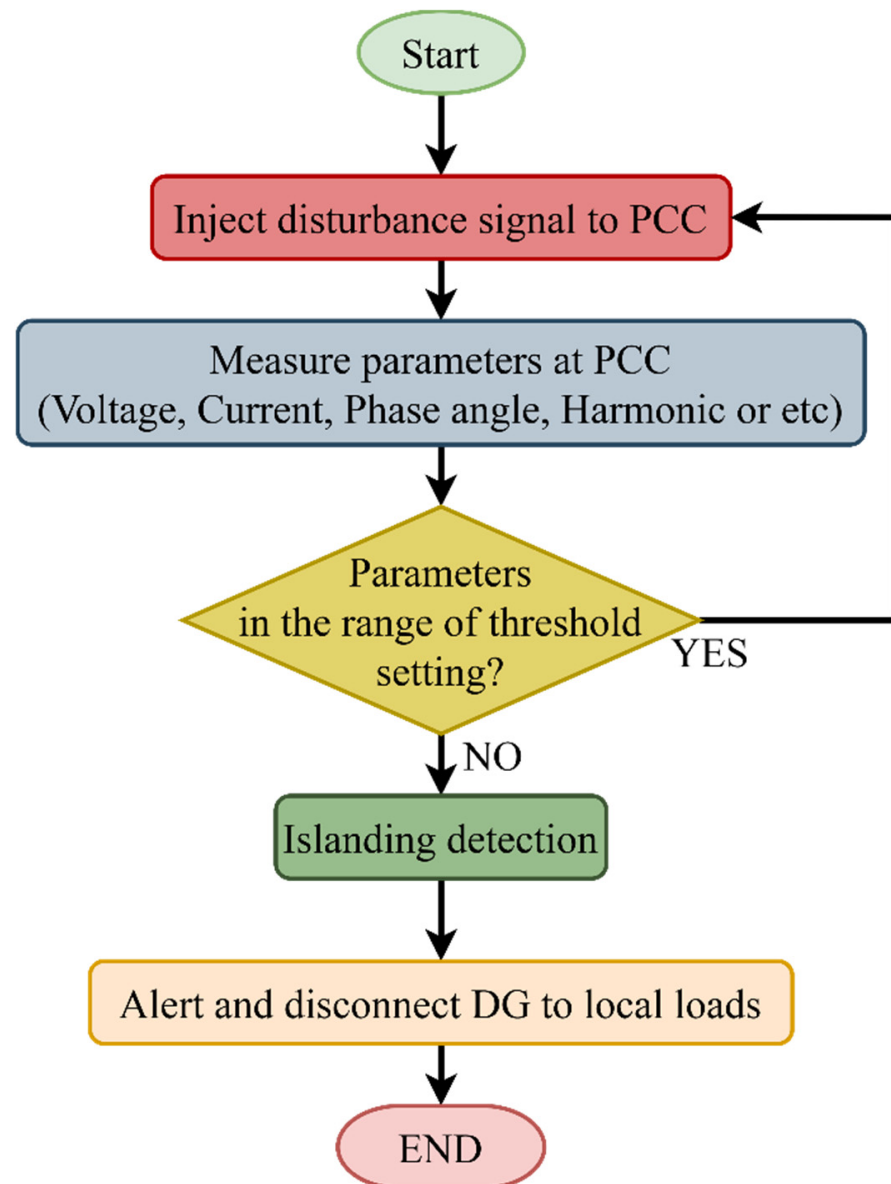 Start
Inject disturbance signal to PCC
Measure parameters at PCC
(Voltage, Current, Phase angle, Harmonic or etc)
Parameters
in the range of threshold
setting?
YES
NO
Islanding detection
Alert and disconnect DG to local loads
END